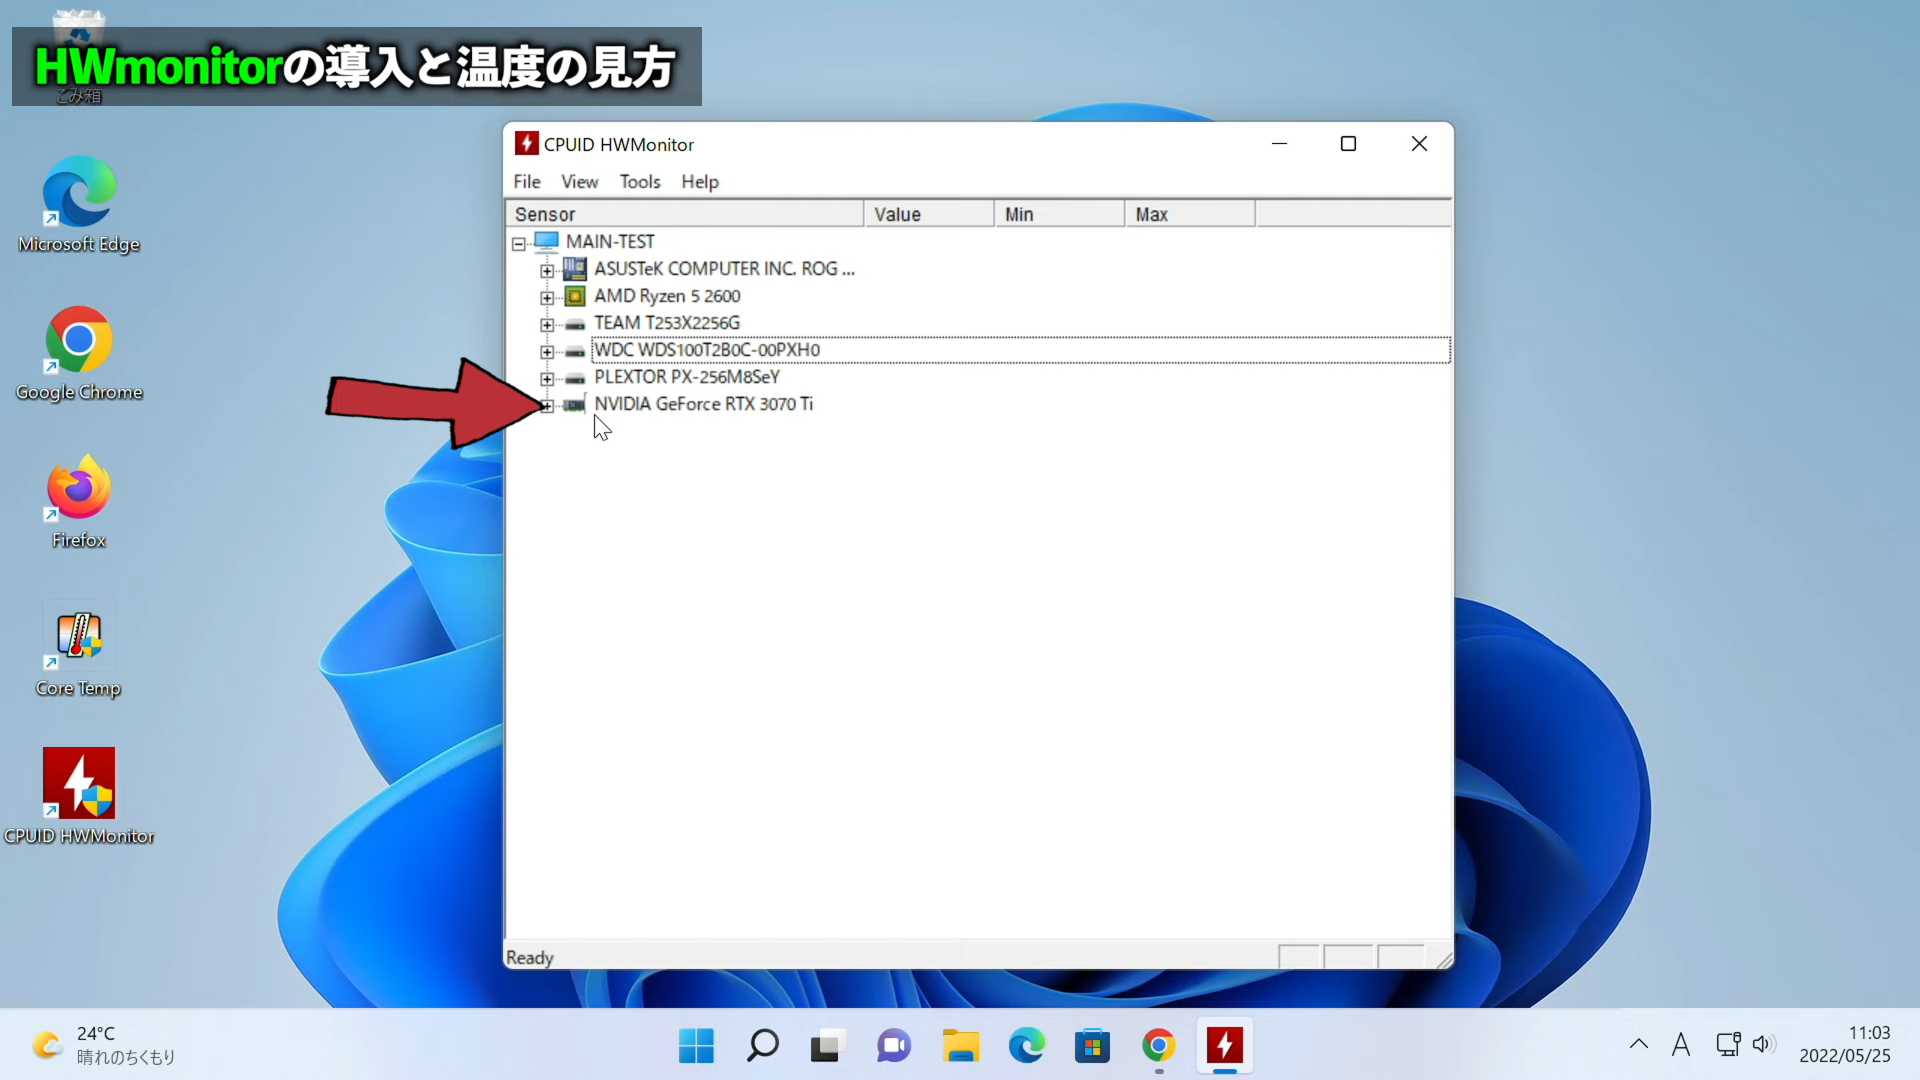 HWmonitorの導入と温度の見方
ごみ箱
Microsoft Edge
Google Chrome
Firefox
Core Temp
CPUID HWMonitor
CPUID HWMonitor
File View Tools Help
Sensor Value Min Max
MAIN-TEST
ASUSTeK COMPUTER INC. ROG ...
AMD Ryzen 5 2600
TEAM T253X2256G
WDC WDS100T2B0C-00PXH0
PLEXTOR PX-256M8SeY
NVIDIA GeForce RTX 3070 Ti
Ready
24°C
晴れのちくもり
A
11:03
2022/05/25